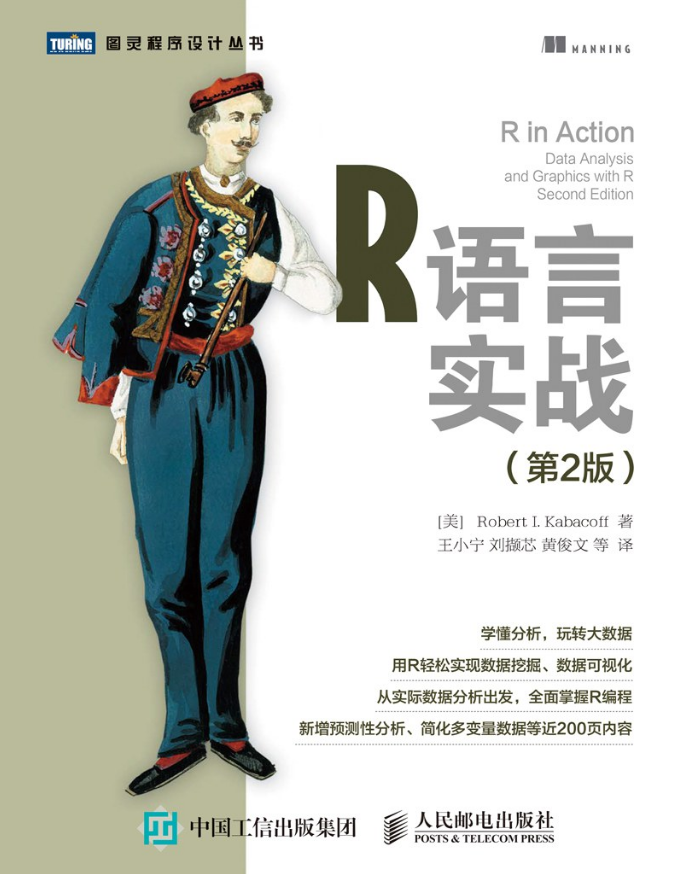 TURING 图灵程序设计丛书
MANNING
R in Action
Data Analysis
and Graphics with R
Second Edition
R语言
实战
（第2版）
[美] Robert I. Kabacoff 著
王小宁 刘撷芯 黄俊文 等 译
学懂分析，玩转大数据
用R轻松实现数据挖掘、数据可视化
从实际数据分析出发，全面掌握R编程
新增预测性分析、简化多变量数据等近200页内容
中国工信出版集团
人民邮电出版社
POSTS & TELECOM PRESS